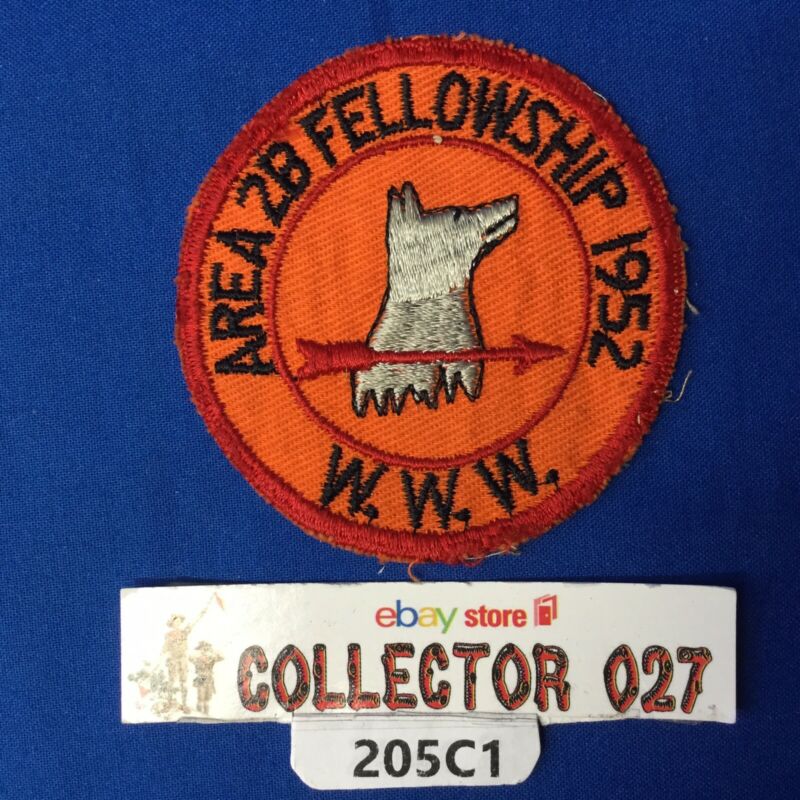 AREA 2B FELLOWSHIP 1952
W.W.W.
ebay store
COLLECTOR 027
205C1